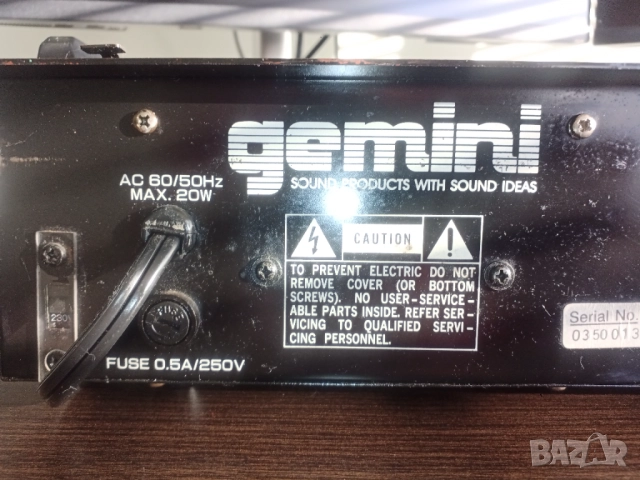 gemini
SOUND PRODUCTS WITH SOUND IDEAS
AC 60/50Hz
MAX. 20W
CAUTION
TO PREVENT ELECTRIC DO NOT
REMOVE COVER (OR BOTTOM
SCREWS). NO USER-SERVICE-
ABLE PARTS INSIDE. REFER SER-
VICING TO QUALIFIED SERVI-
CING PERSONNEL.
230
FUSE
FUSE 0.5A/250V
Serial No.
0350013
BAZAR